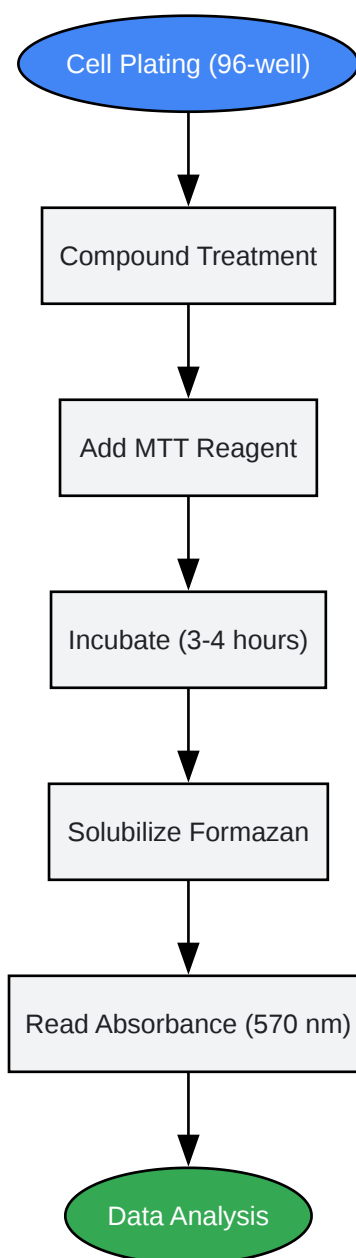 Cell Plating (96-well)
Compound Treatment
Add MTT Reagent
Incubate (3-4 hours)
Solubilize Formazan
Read Absorbance (570 nm)
Data Analysis